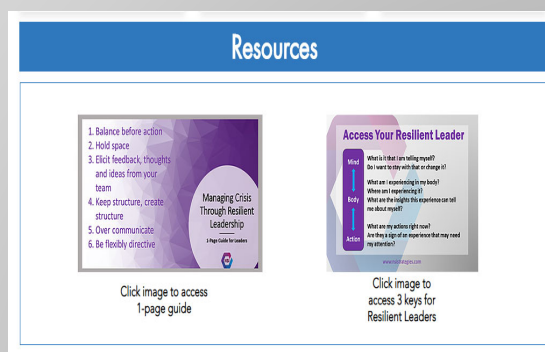 Resources
1. Balance before action
2. Hold space
3. Elicit feedback, thoughts
and ideas from your
team
4. Keep structure, create
structure
5. Over communicate
6. Be flexibly directive
Managing Crisis
Through Resilient
Leadership
1-Page Guide for Leaders
Click image to access
1-page guide
Access Your Resilient Leader
Mind
What is it that I am telling myself?
Do I want to stay with that or change it?
What am I experiencing in my body?
Where am I experiencing it?
Body
What are the insights this experience can tell
me about myself?
What are my actions right now?
Action
Are they a sign of an experience that may need
my attention?
Click image to
access 3 keys for
Resilient Leaders